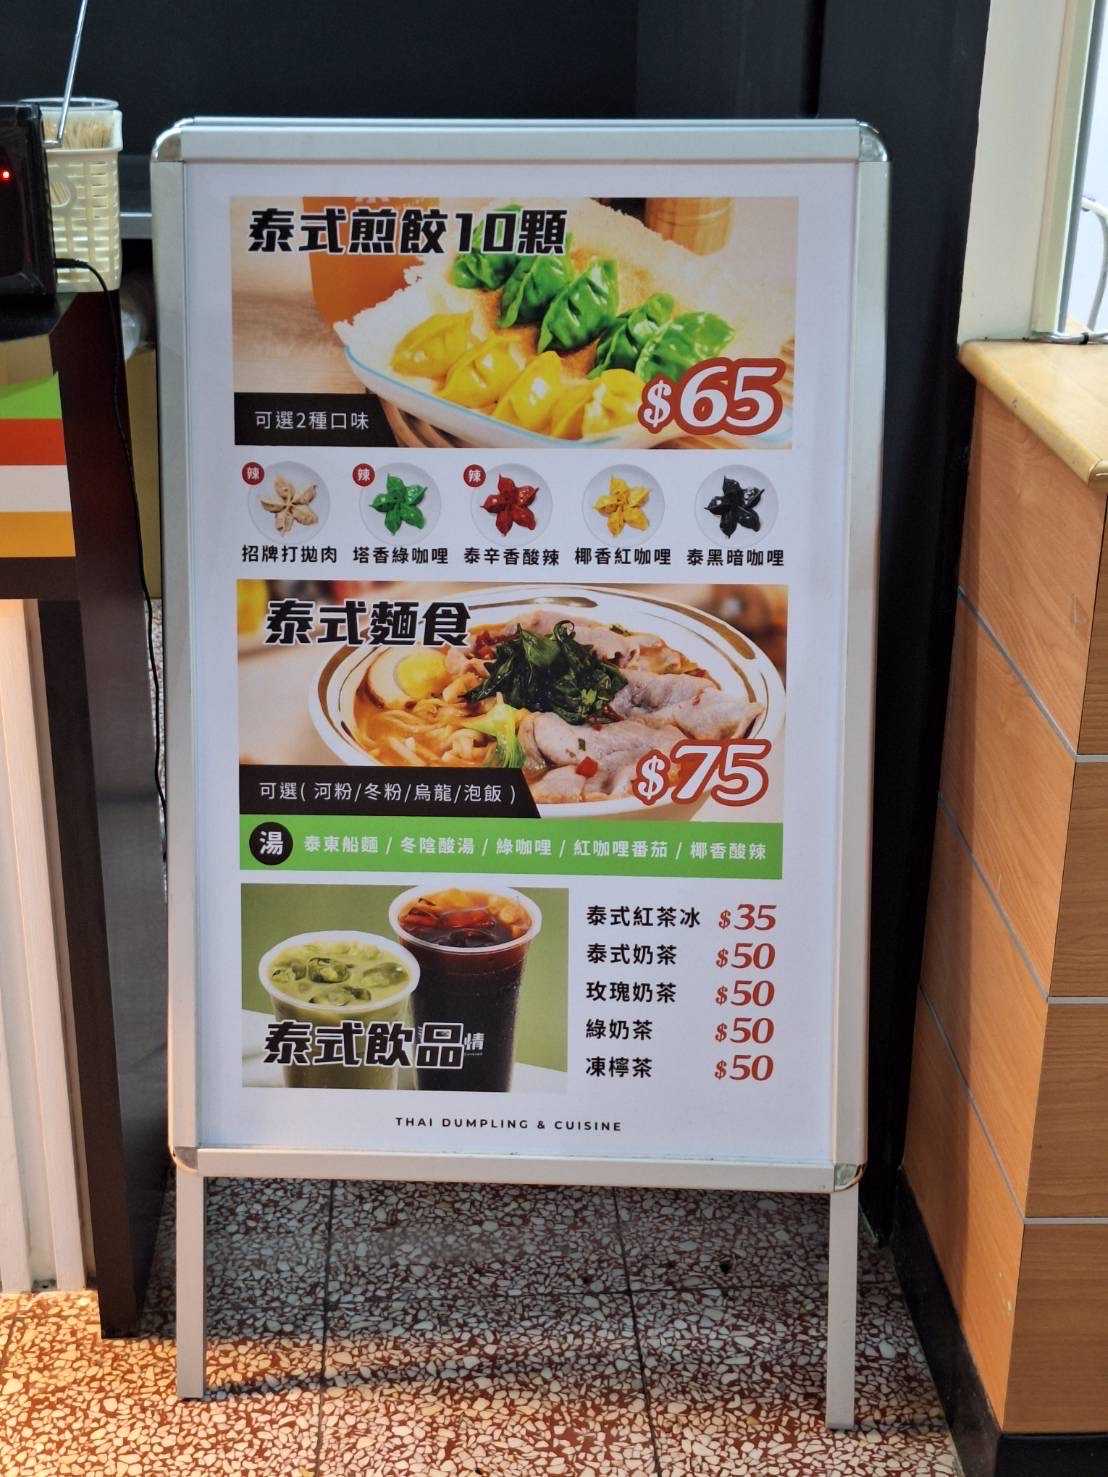 泰式煎餃10顆
$65
可選2種口味
辣 辣 辣
招牌打拋肉 塔香綠咖哩 泰辛香酸辣 椰香紅咖哩 泰黑暗咖哩
泰式麵食
$75
可選( 河粉/冬粉/烏龍/泡飯 )
湯 泰東船麵 / 冬陰酸湯 / 綠咖哩 / 紅咖哩番茄 / 椰香酸辣
泰式飲品
情
泰式紅茶冰 $35
泰式奶茶 $50
玫瑰奶茶 $50
綠奶茶 $50
凍檸茶 $50
THAI DUMPLING & CUISINE